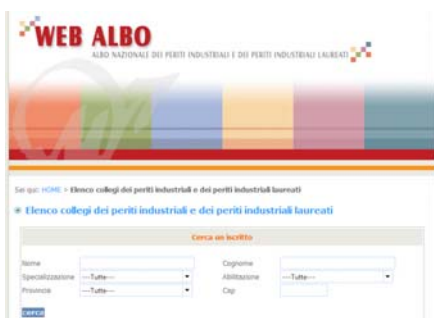 WEB ALBO
ALBO NAZIONALE DEI PERITI INDUSTRIALI E DEI PERITI INDUSTRIALI LAUREATI
Sei qui: HOME > Elenco collegi dei periti industriali e dei periti industriali laureati
Elenco collegi dei periti industriali e dei periti industriali laureati
Cerca un iscritto
Nome Cognome
Specializzazione ---Tutte--- Abilitazione ---Tutte---
Provincia ---Tutte--- Cap
cerca